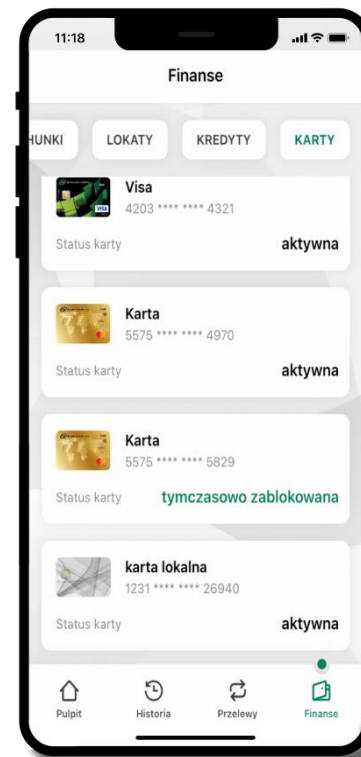 11:18
Finanse
HUNKI LOKATY KREDYTY KARTY
Visa
4203 **** **** 4321
VISA
Status karty aktywna
Karta
5575 **** **** 4970
Status karty aktywna
Karta
5575 **** **** 5829
Status karty tymczasowo zablokowana
karta lokalna
1231 **** **** 26940
Status karty aktywna
Pulpit Historia Przelewy Finanse